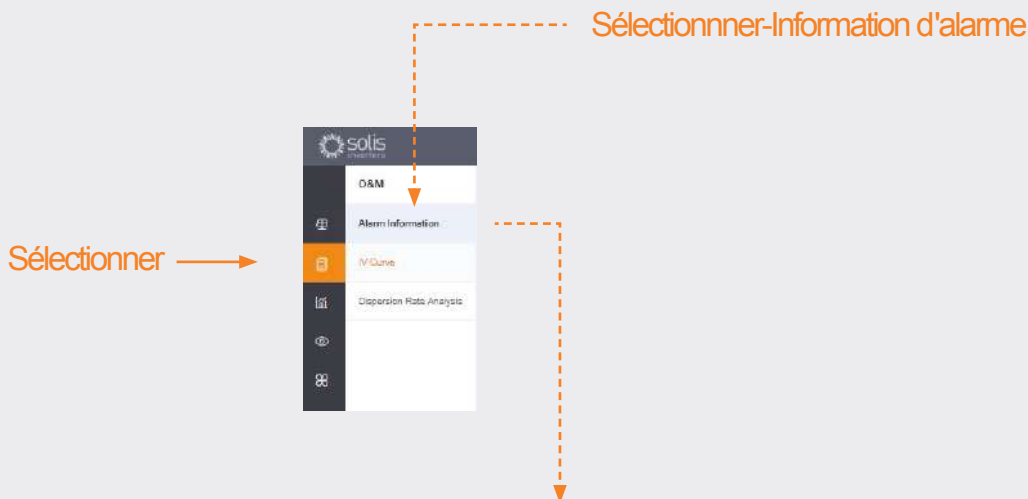 Sélectionnner-Information d'alarme
solis
O&M
Alarm Information
Sélectionner
IV Curve
Dispersion Rate Analysis